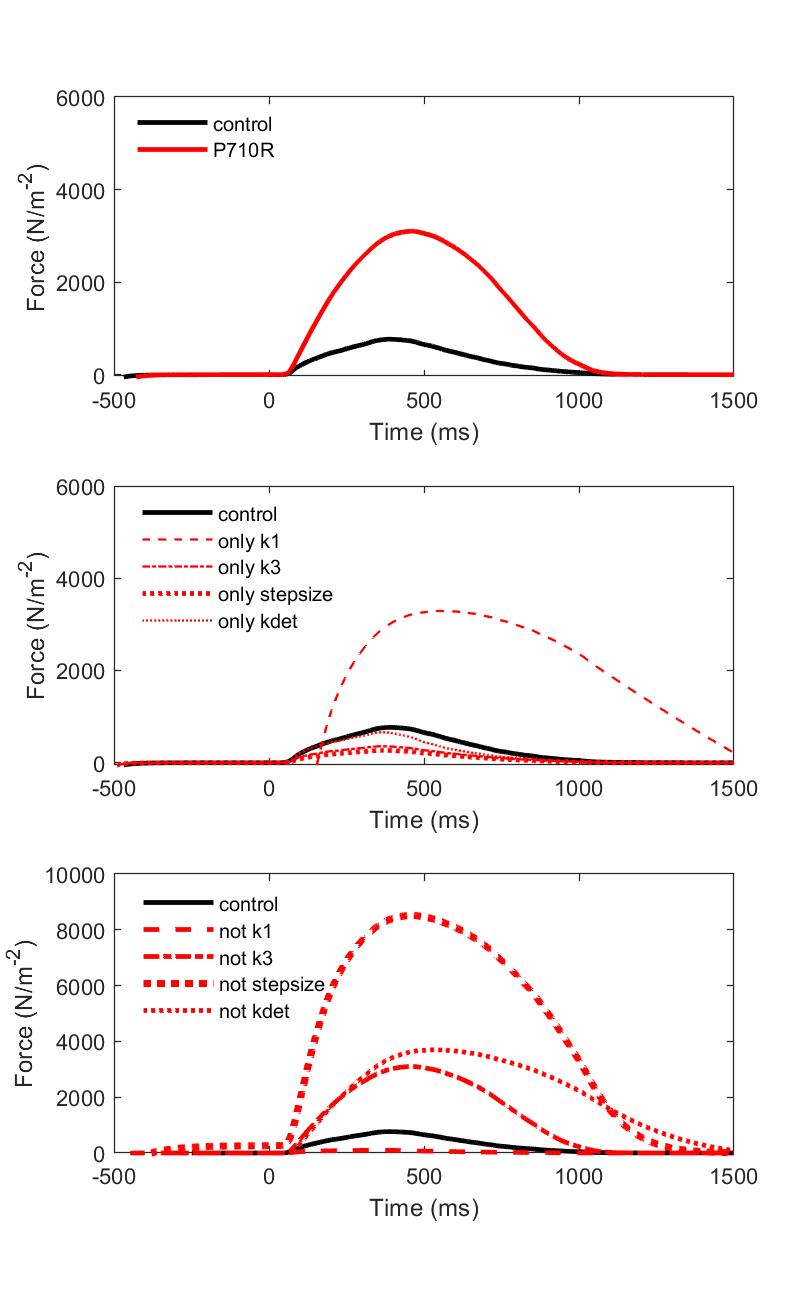 6000
4000
2000
0
Force (N/m⁻²)
control
P710R
-500 0 500 1000 1500
Time (ms)
6000
4000
2000
0
Force (N/m⁻²)
control
only k1
only k3
only stepsize
only kdet
-500 0 500 1000 1500
Time (ms)
10000
8000
6000
4000
2000
0
Force (N/m⁻²)
control
not k1
not k3
not stepsize
not kdet
-500 0 500 1000 1500
Time (ms)